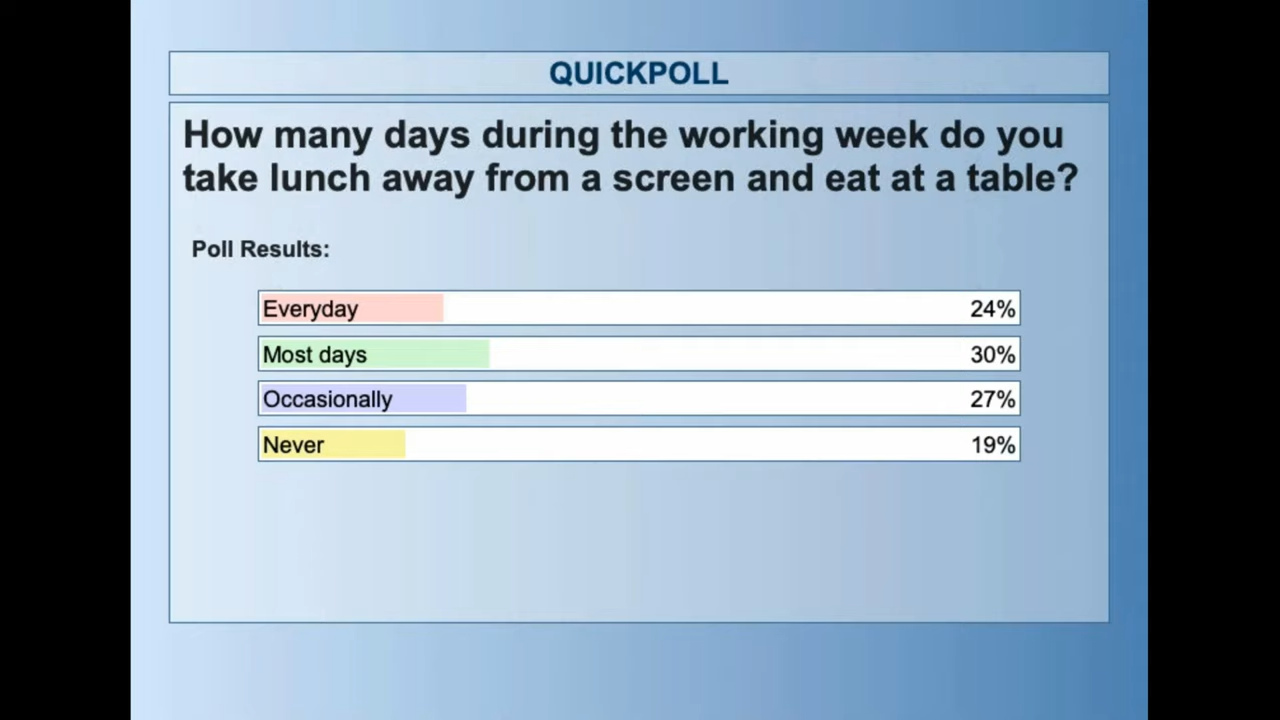 QUICKPOLL
How many days during the working week do you
take lunch away from a screen and eat at a table?
Poll Results:
Everyday 24%
Most days 30%
Occasionally 27%
Never 19%